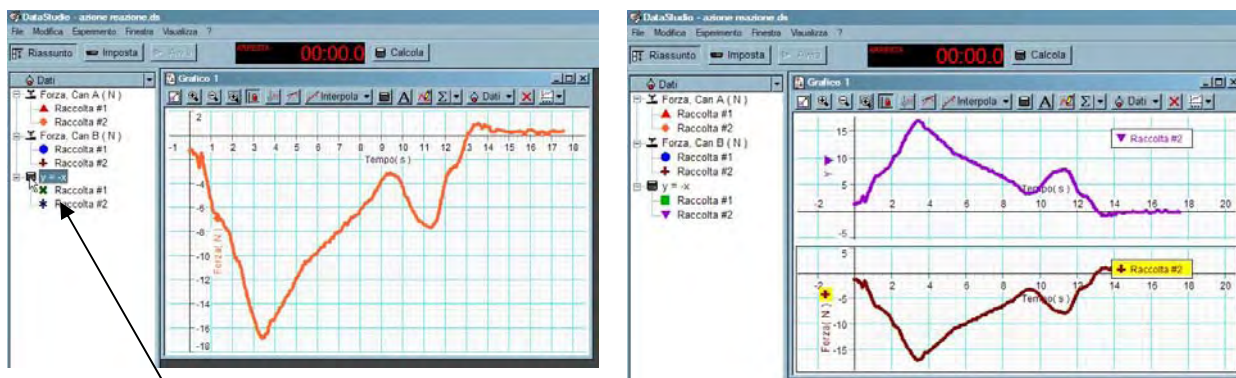 DataStudio - azione reazione.ds
File Modifica Esperimento Finestra Visualizza ?
Riassunto Imposta 00:00.0 Calcola
Dati
Forza, Can A ( N )
Raccolta #1
Raccolta #2
Forza, Can B ( N )
Raccolta #1
Raccolta #2
y = -x
Raccolta #1
Raccolta #2
Grafico 1
Interpola A Σ Dati
2
-1 1 2 3 4 5 6 7 8 9 10 11 12 13 14 15 16 17 18
Tempo( s )
-4
-6
-8
-10
-12
-14
-16
-18
Forza( N )
DataStudio - azione reazione.ds
File Modifica Esperimento Finestra Visualizza ?
Riassunto Imposta 00:00.0 Calcola
Dati
Forza, Can A ( N )
Raccolta #1
Raccolta #2
Forza, Can B ( N )
Raccolta #1
Raccolta #2
y = -x
Raccolta #1
Raccolta #2
Grafico 1
Interpola A Σ Dati
15
10
5
-5
Y
Raccolta #2
Tempo( s )
-2 2 4 6 8 10 12 14 16 18 20
5
-5
-10
-15
Forza( N )
Raccolta #2
-2 2 4 6 8 10 12 14 16 18 20
Tempo( s )